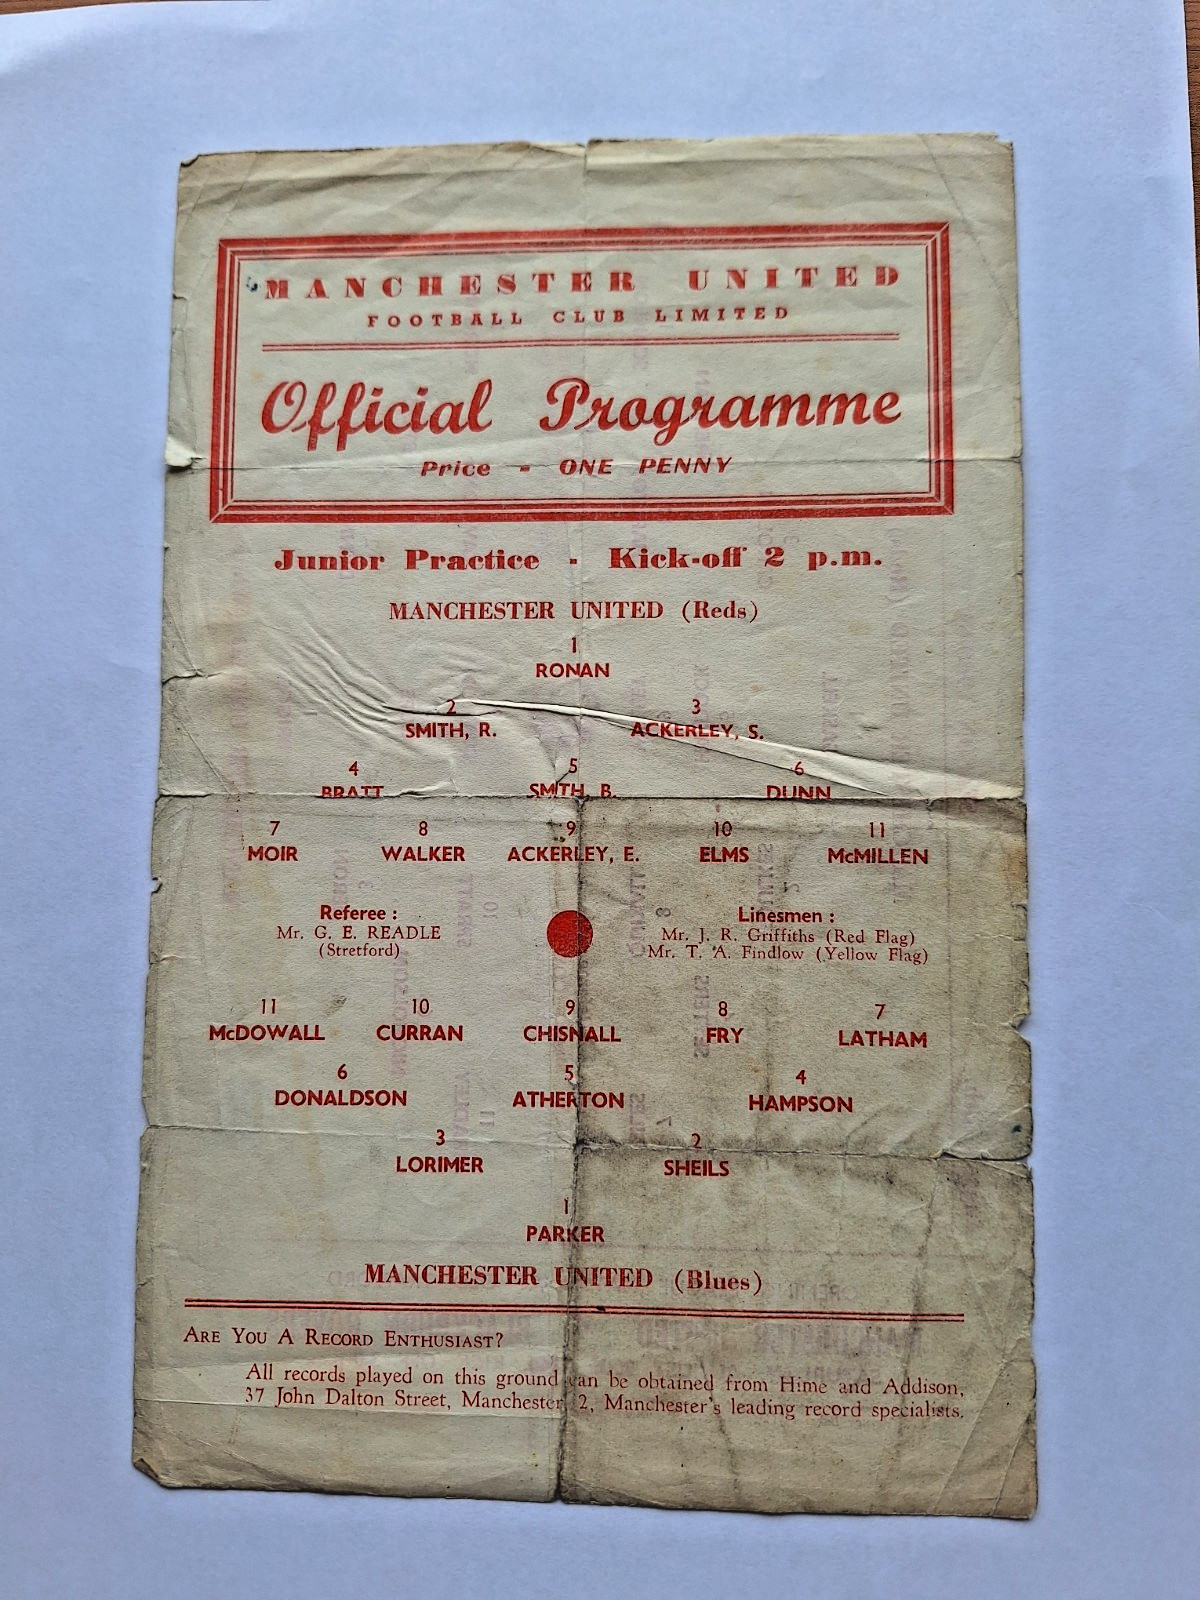 MANCHESTER UNITED
FOOTBALL CLUB LIMITED
Official Programme
Price - ONE PENNY
Junior Practice - Kick-off 2 p.m.
MANCHESTER UNITED (Reds)
1
RONAN
2 3
SMITH, R. ACKERLEY, S.
4 5 6
BRATT SMITH, B. DUNN
7 8 9 10 11
MOIR WALKER ACKERLEY, E. ELMS McMILLEN
Referee : Linesmen :
Mr. G. E. READLE Mr. J. R. Griffiths (Red Flag)
(Stretford) Mr. T. A. Findlow (Yellow Flag)
11 10 9 8 7
McDOWALL CURRAN CHISNALL FRY LATHAM
6 5 4
DONALDSON ATHERTON HAMPSON
3 2
LORIMER SHEILS
1
PARKER
MANCHESTER UNITED (Blues)
ARE YOU A RECORD ENTHUSIAST?
All records played on this ground can be obtained from Hime and Addison,
37 John Dalton Street, Manchester 2, Manchester's leading record specialists.